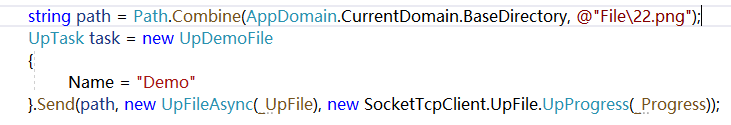 string path = Path.Combine(AppDomain.CurrentDomain.BaseDirectory, @"File\22.png");
UpTask task = new UpDemoFile
{
Name = "Demo"
}.Send(path, new UpFileAsync(_UpFile), new SocketTcpClient.UpFile.UpProgress(_Progress));